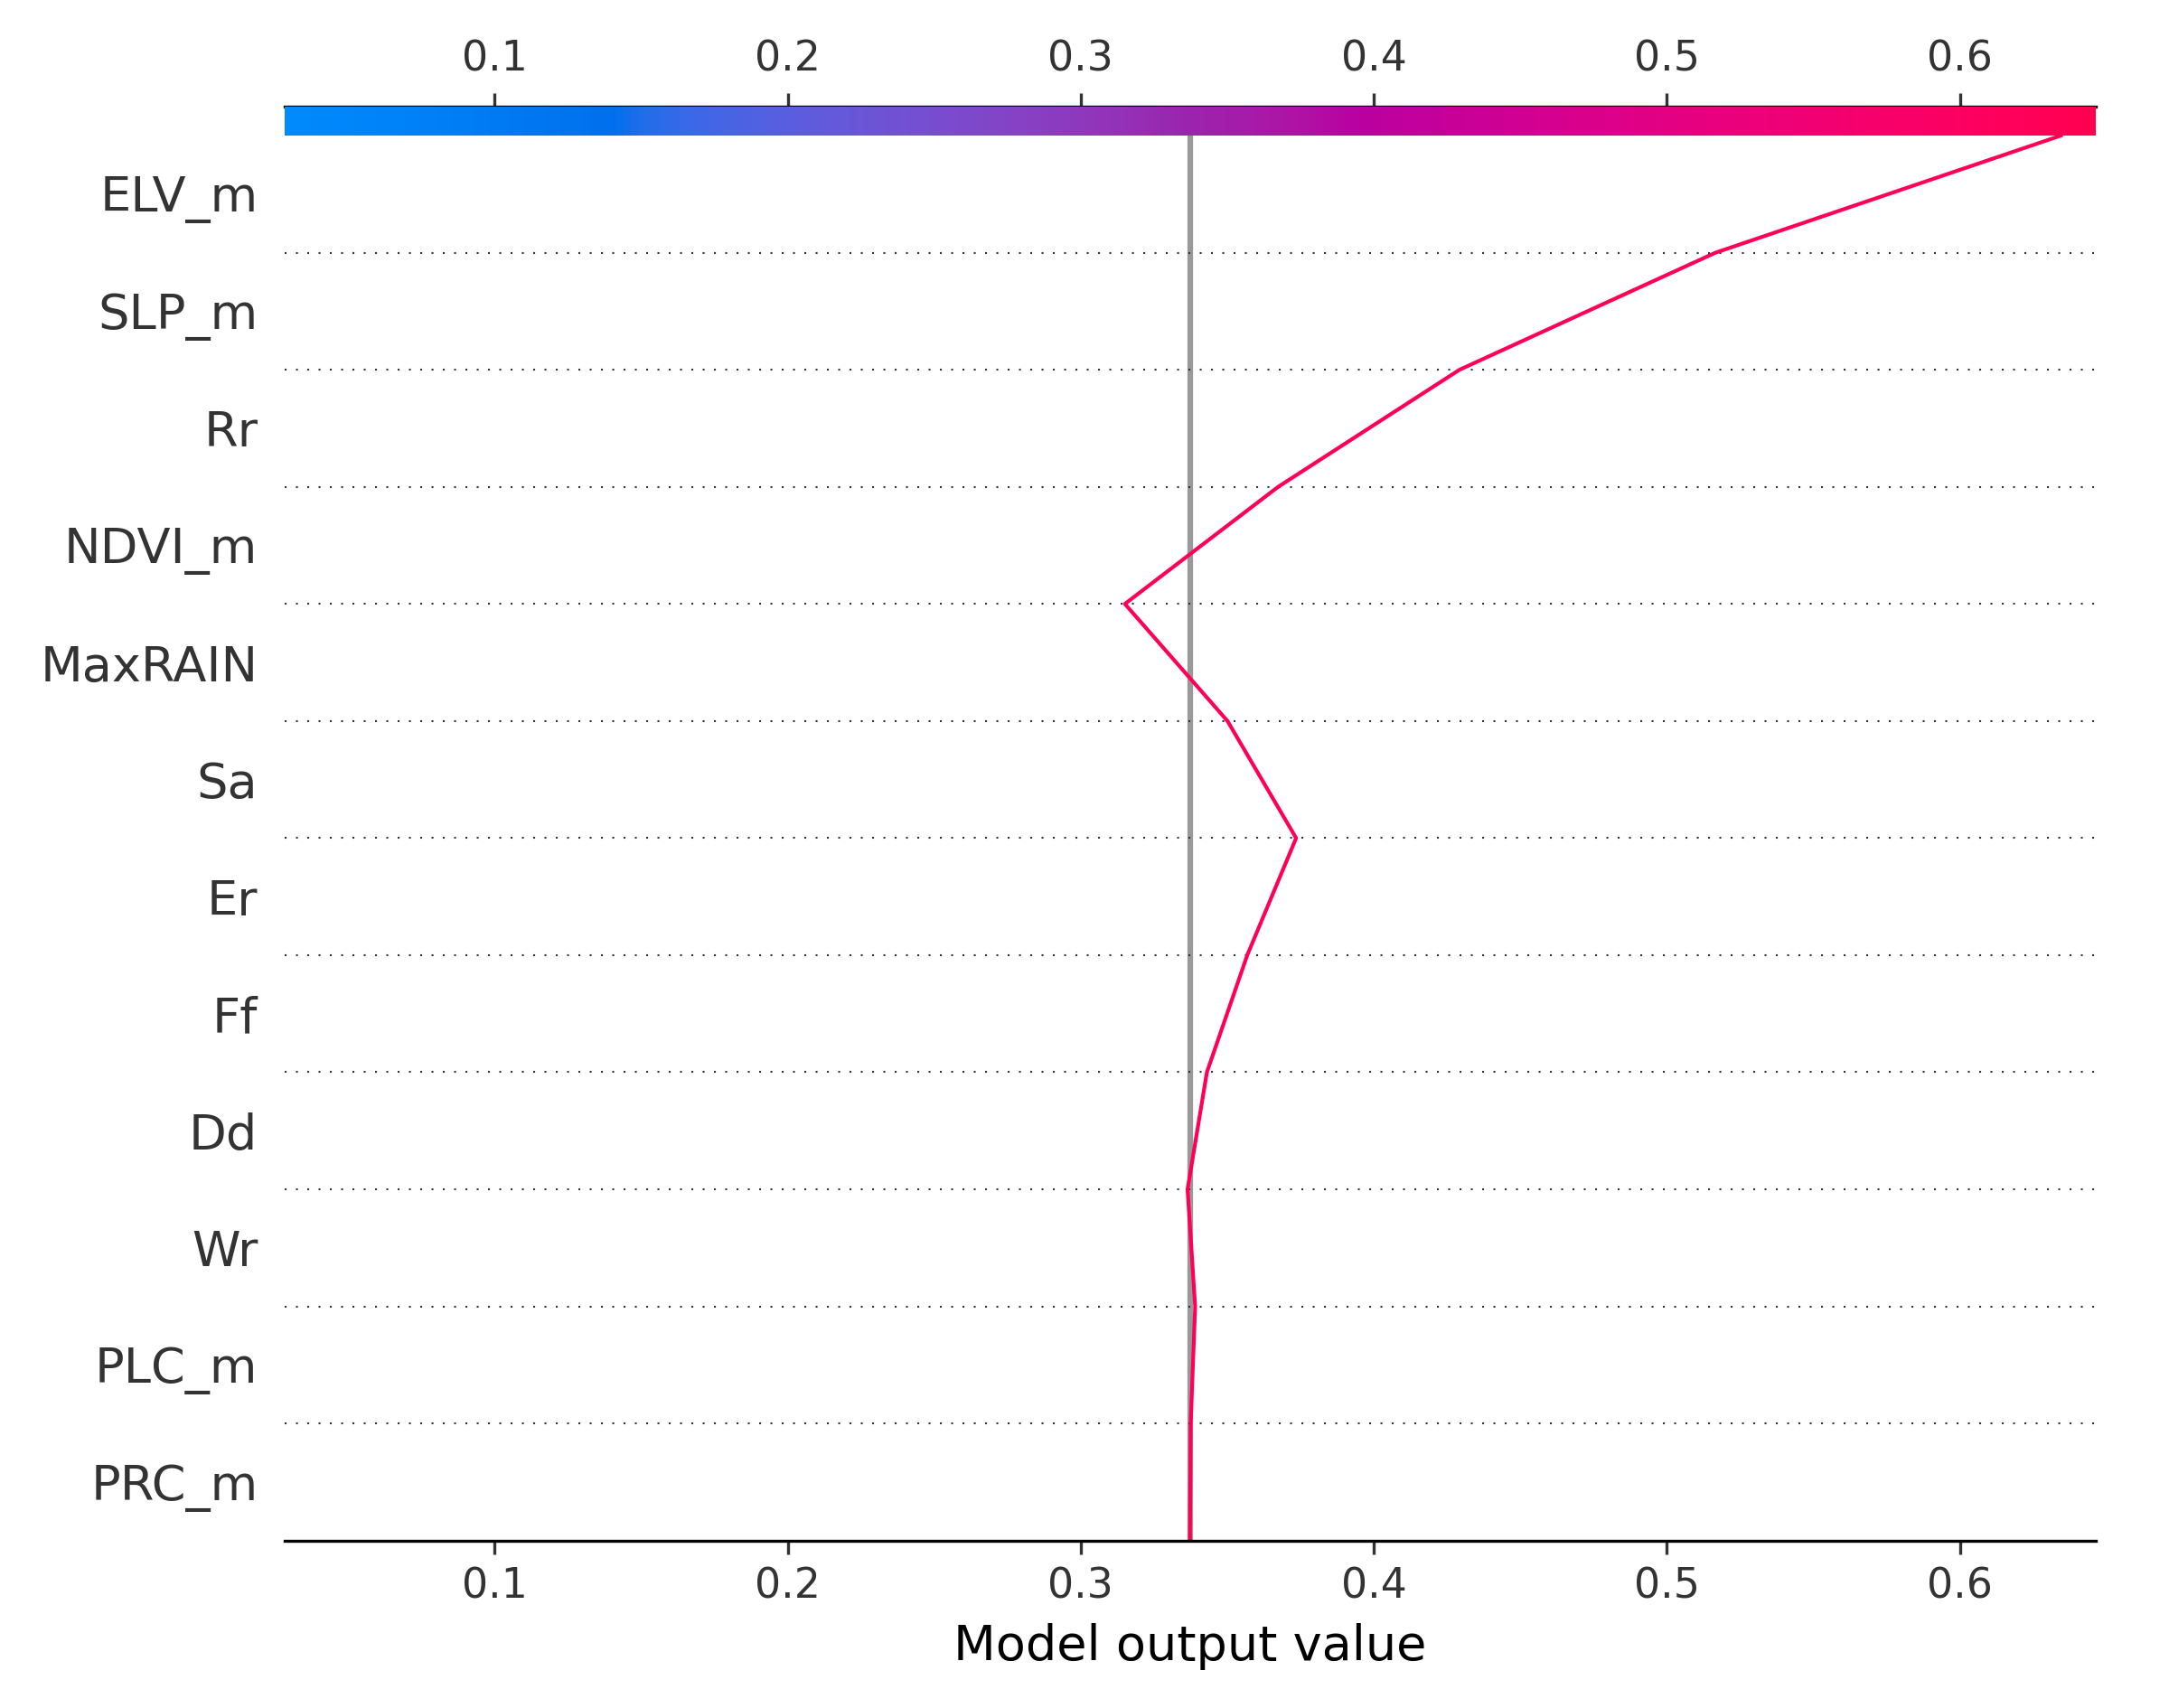 0.1 0.2 0.3 0.4 0.5 0.6
ELV_m
SLP_m
Rr
NDVI_m
MaxRAIN
Sa
Er
Ff
Dd
Wr
PLC_m
PRC_m
0.1 0.2 0.3 0.4 0.5 0.6
Model output value